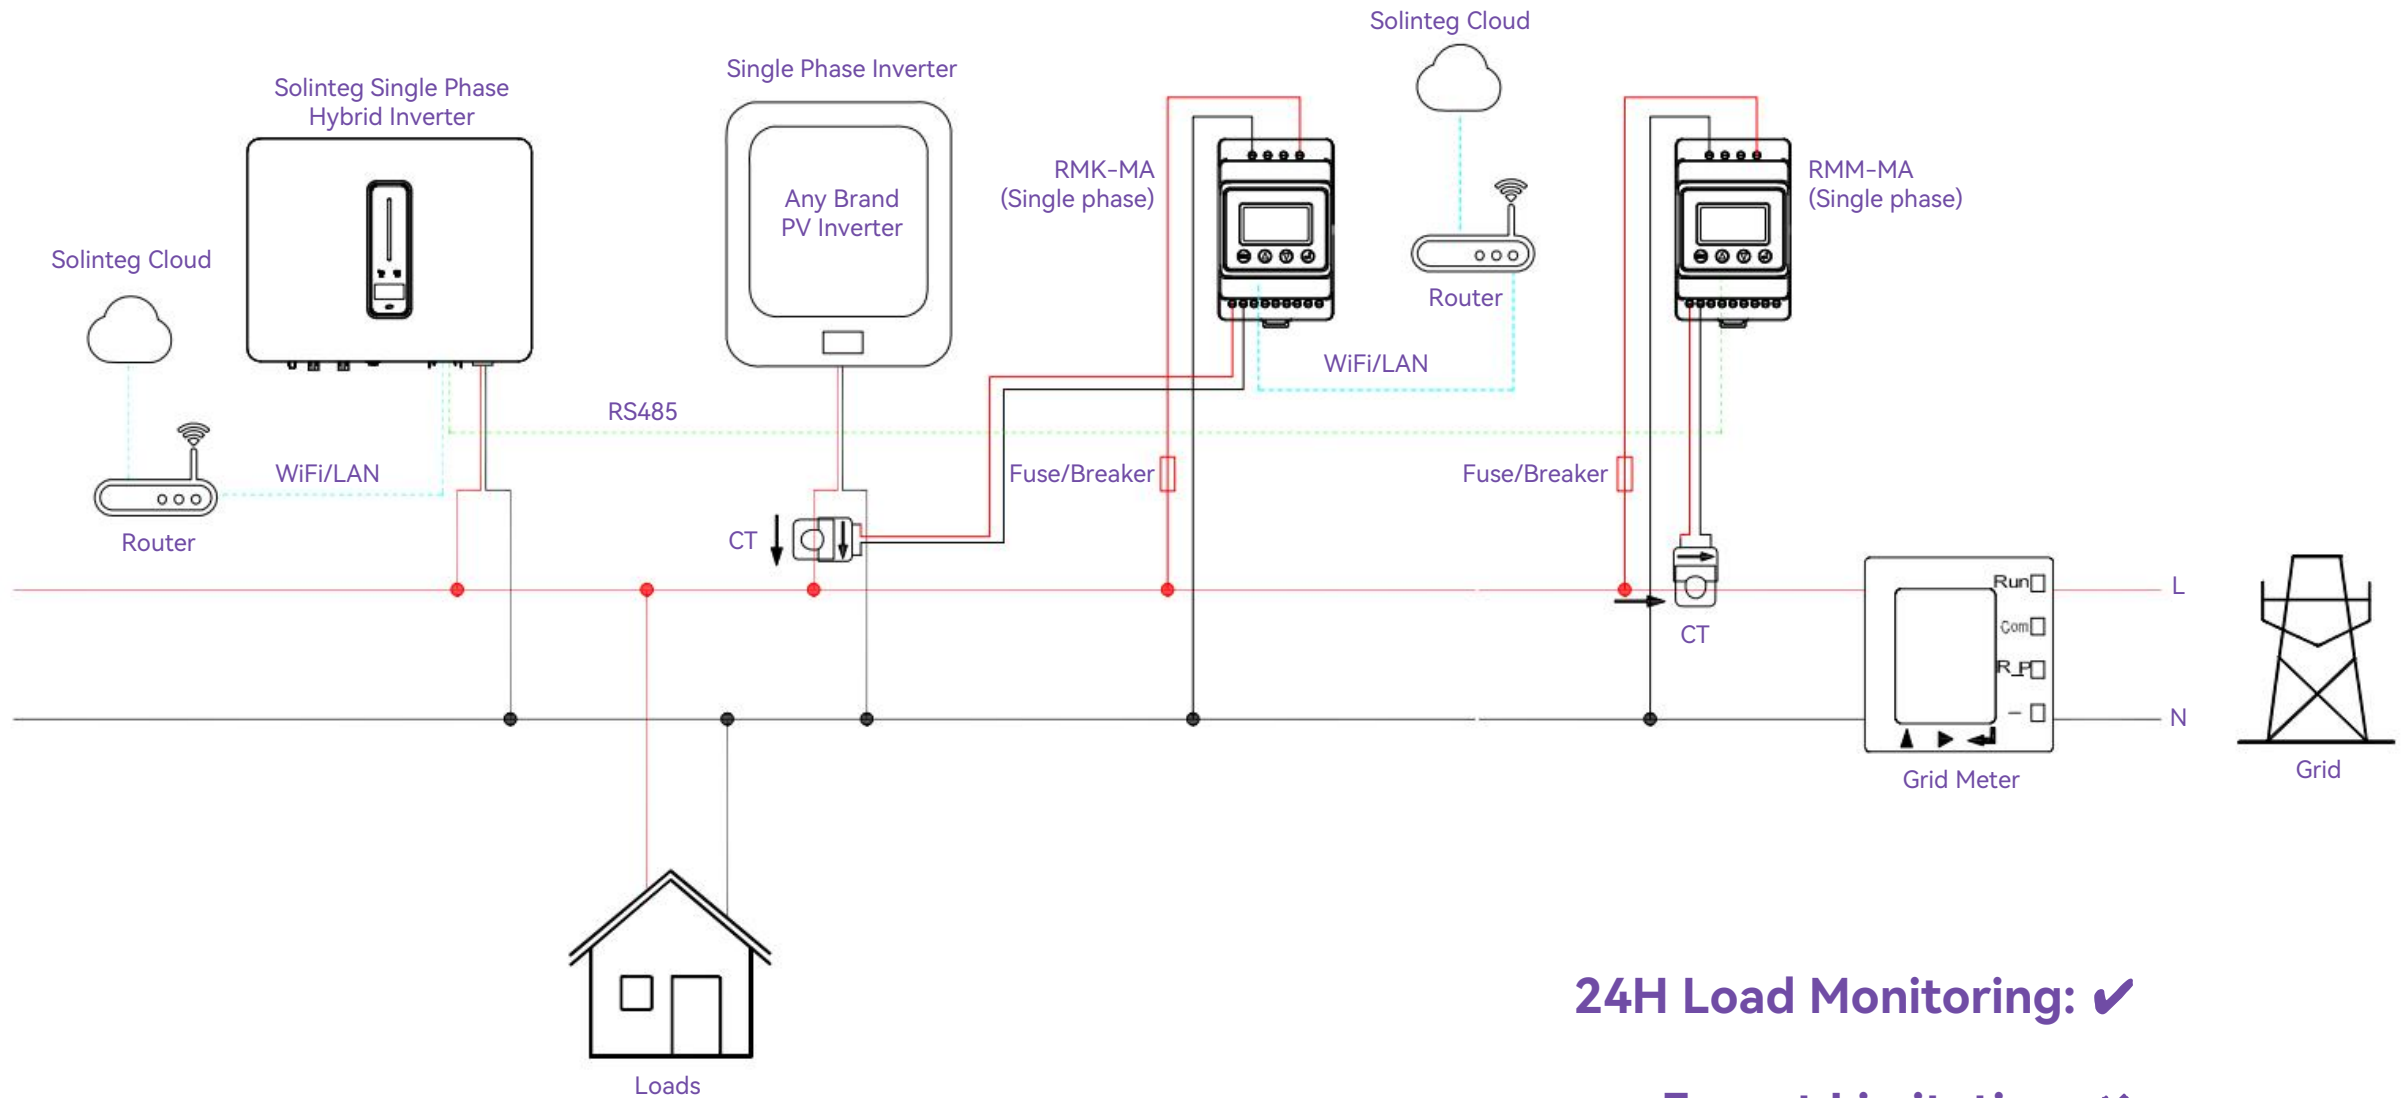 Solinteg Cloud
Single Phase Inverter
Solinteg Single Phase
Hybrid Inverter
RMK-MA
(Single phase)
RMM-MA
(Single phase)
Any Brand
PV Inverter
Solinteg Cloud
Router
WiFi/LAN
RS485
WiFi/LAN
Fuse/Breaker
Fuse/Breaker
Router
CT
Run
L
Com
CT
R_P
N
Grid
Grid Meter
24H Load Monitoring: ✔
Loads